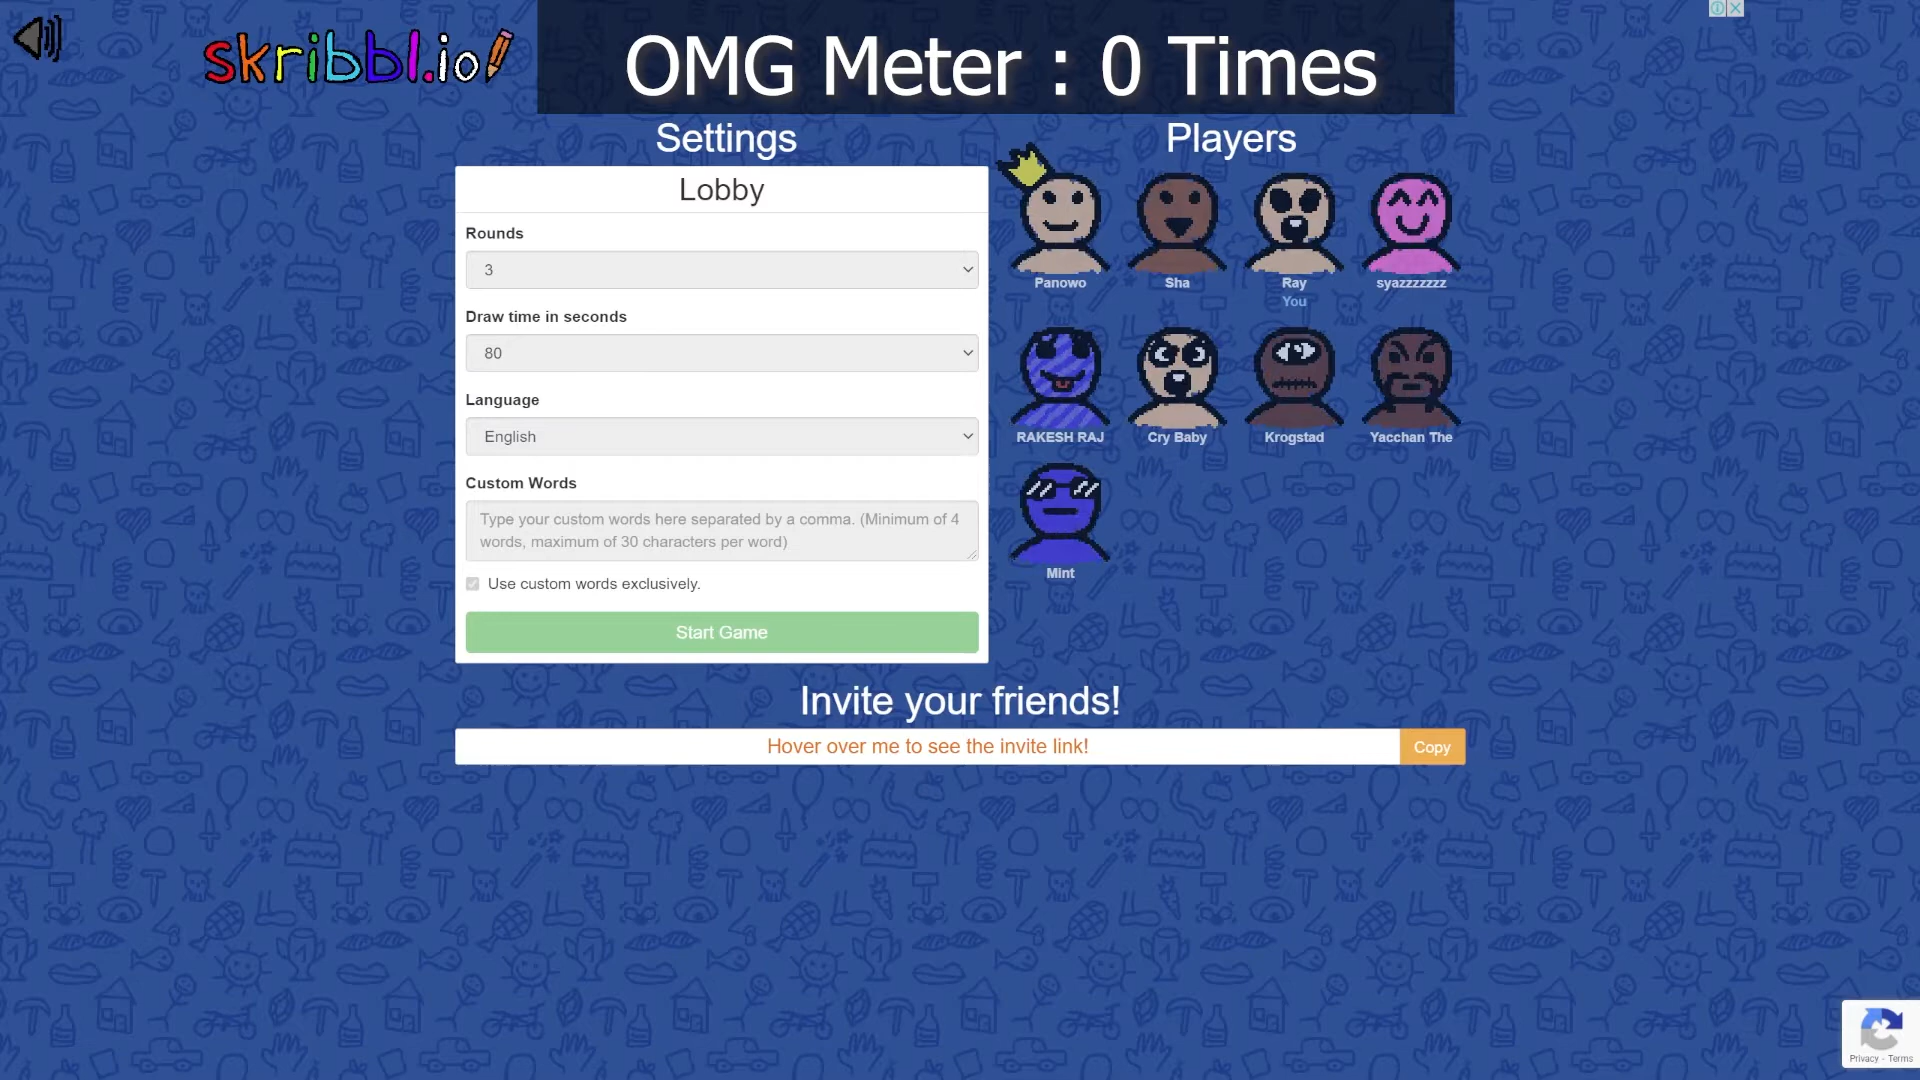 skribbl.io
OMG Meter : 0 Times
Settings
Players
Lobby
Rounds
3
Draw time in seconds
80
Language
English
Custom Words
Type your custom words here separated by a comma. (Minimum of 4
words, maximum of 30 characters per word)
Use custom words exclusively.
Start Game
Panowo
Sha
Ray
syazzzzzzz
You
RAKESH RAJ
Cry Baby
Krogstad
Yacchan The
Mint
Invite your friends!
Hover over me to see the invite link!
Copy
Privacy - Terms